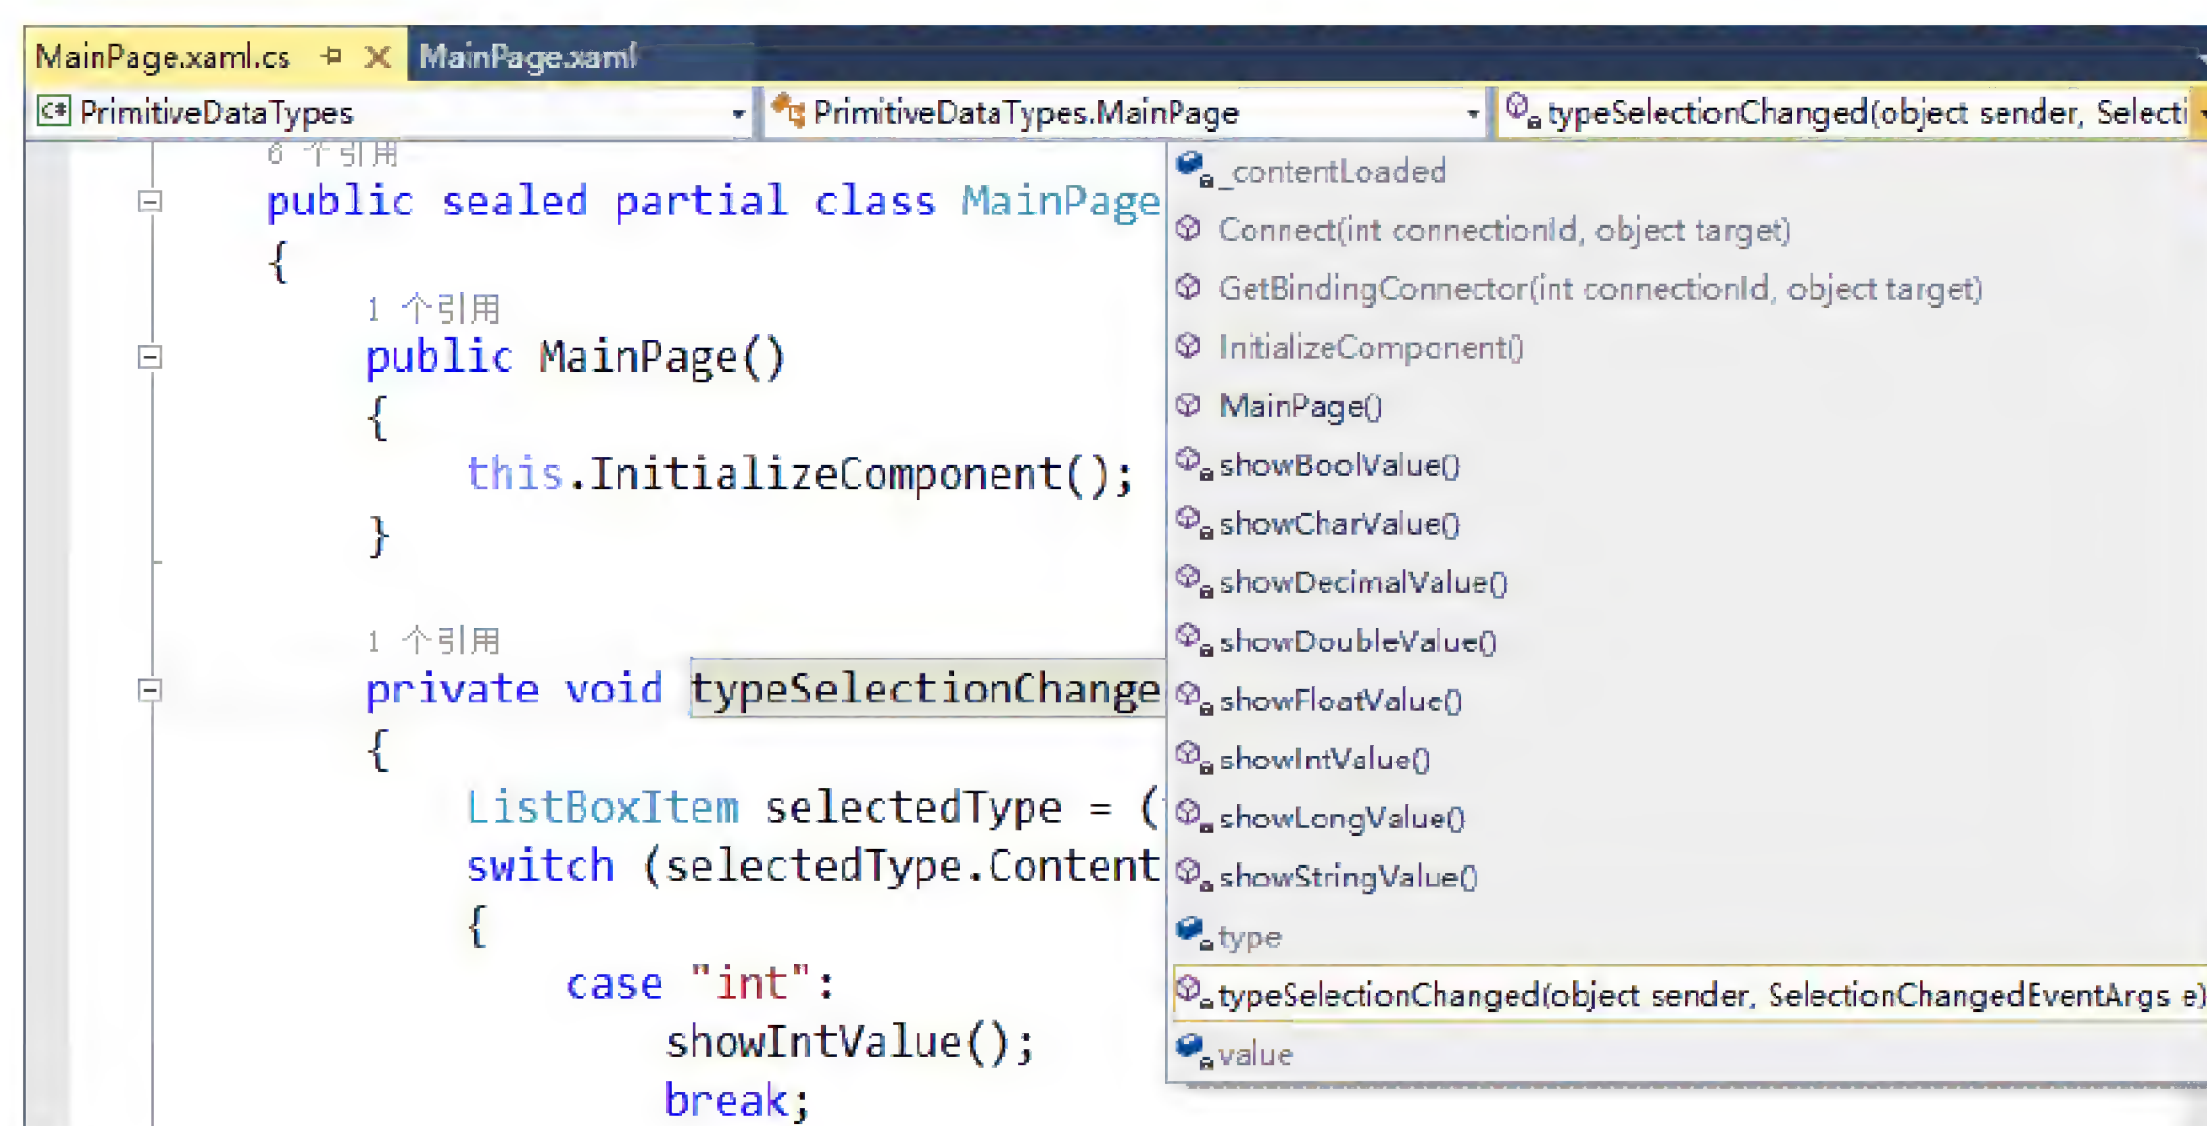 MainPage.xaml.cs MainPage.xaml
C# PrimitiveDataTypes PrimitiveDataTypes.MainPage typeSelectionChanged(object sender, Selecti
6 个引用
public sealed partial class MainPage
{
1 个引用
public MainPage()
{
this.InitializeComponent();
}
1 个引用
private void typeSelectionChange
{
ListBoxItem selectedType = (
switch (selectedType.Content
{
case "int":
showIntValue();
break;
_contentLoaded
Connect(int connectionId, object target)
GetBindingConnector(int connectionId, object target)
InitializeComponent()
MainPage()
showBoolValue()
showCharValue()
showDecimalValue()
showDoubleValue()
showFloatValue()
showIntValue()
showLongValue()
showStringValue()
type
typeSelectionChanged(object sender, SelectionChangedEventArgs e)
value